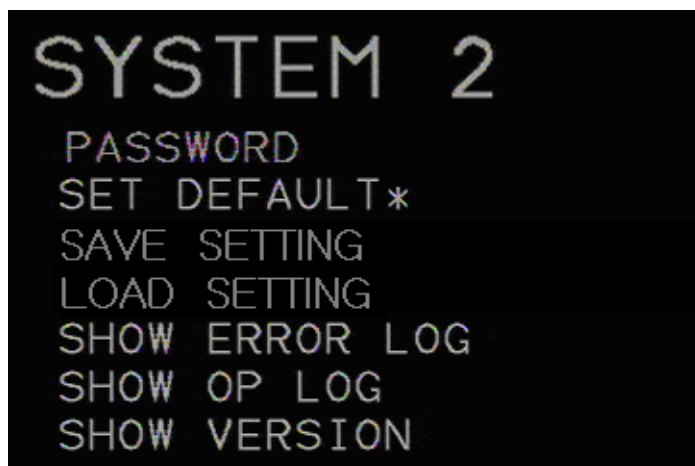 SYSTEM 2
PASSWORD
SET DEFAULT*
SAVE SETTING
LOAD SETTING
SHOW ERROR LOG
SHOW OP LOG
SHOW VERSION